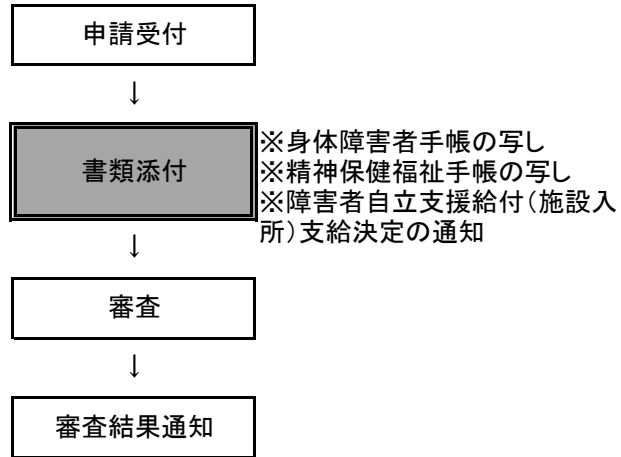 申請受付
↓
書類添付
※身体障害者手帳の写し
※精神保健福祉手帳の写し
※障害者自立支援給付(施設入
所)支給決定の通知
↓
審査
↓
審査結果通知